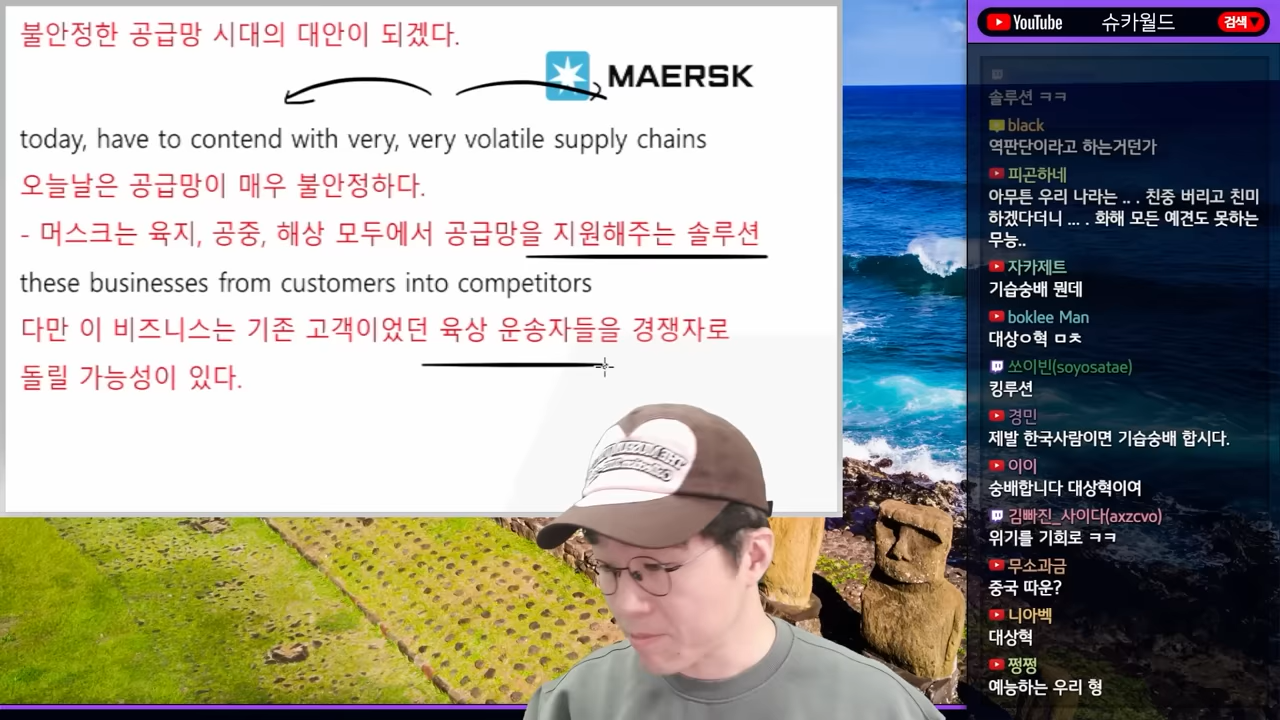 불안정한 공급망 시대의 대안이 되겠다.
MAERSK
today, have to contend with very, very volatile supply chains
오늘날은 공급망이 매우 불안정하다.
- 머스크는 육지, 공중, 해상 모두에서 공급망을 지원해주는 솔루션
these businesses from customers into competitors
다만 이 비즈니스는 기존 고객이었던 육상 운송자들을 경쟁자로
돌릴 가능성이 있다.
YouTube 슈카월드 검색
솔루션 ㅋㅋ
black
역판단이라고 하는거던가
피곤하네
아무튼 우리 나라는 .. . 친중 버리고 친미
하겠다더니 ... . 화해 모든 예견도 못하는
무능..
자카제트
기습숭배 뭔데
boklee Man
대상ㅇ혁 ㅁㅊ
쏘이빈(soyosatae)
킹루션
경민
제발 한국사람이면 기습숭배 합시다.
이이
숭배합니다 대상혁이여
김빠진_사이다(axzcvo)
위기를 기회로 ㅋㅋ
무소과금
중국 따운?
니아벡
대상혁
쩡쩡
예능하는 우리 형